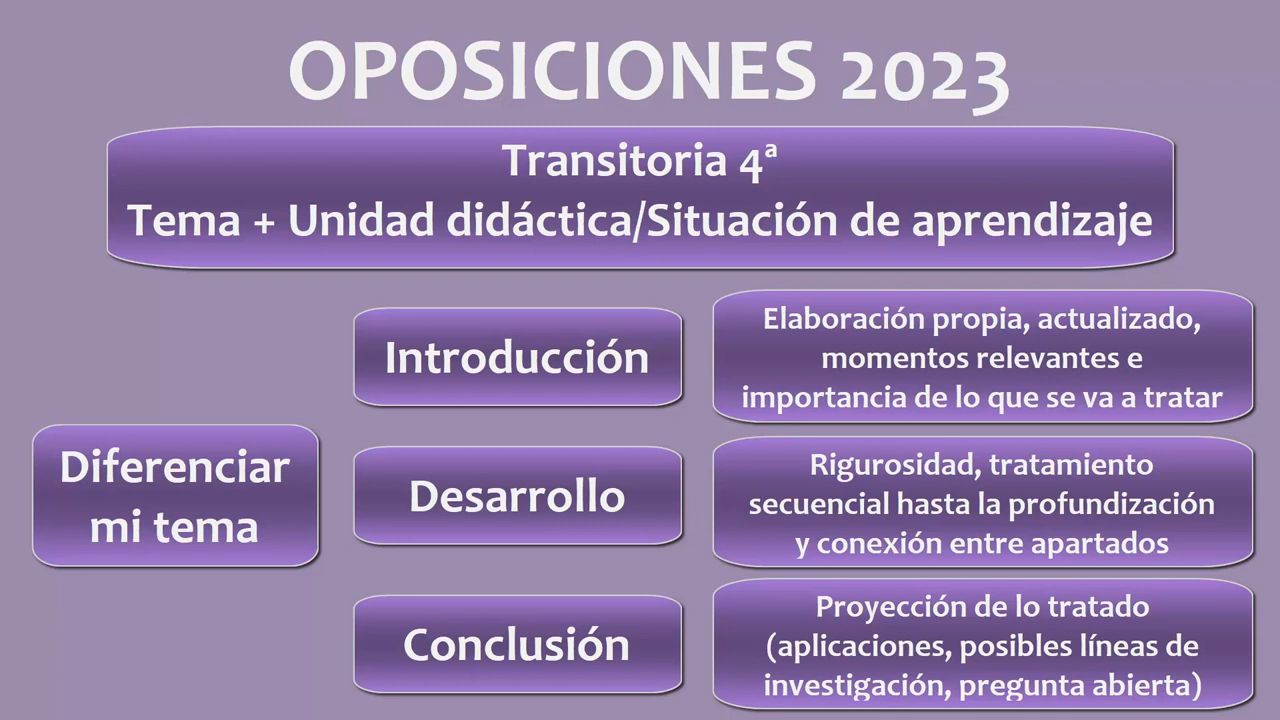 OPOSICIONES 2023
Transitoria 4ª
Tema + Unidad didáctica/Situación de aprendizaje
Diferenciar
mi tema
Introducción
Elaboración propia, actualizado,
momentos relevantes e
importancia de lo que se va a tratar
Desarrollo
Rigurosidad, tratamiento
secuencial hasta la profundización
y conexión entre apartados
Conclusión
Proyección de lo tratado
(aplicaciones, posibles líneas de
investigación, pregunta abierta)